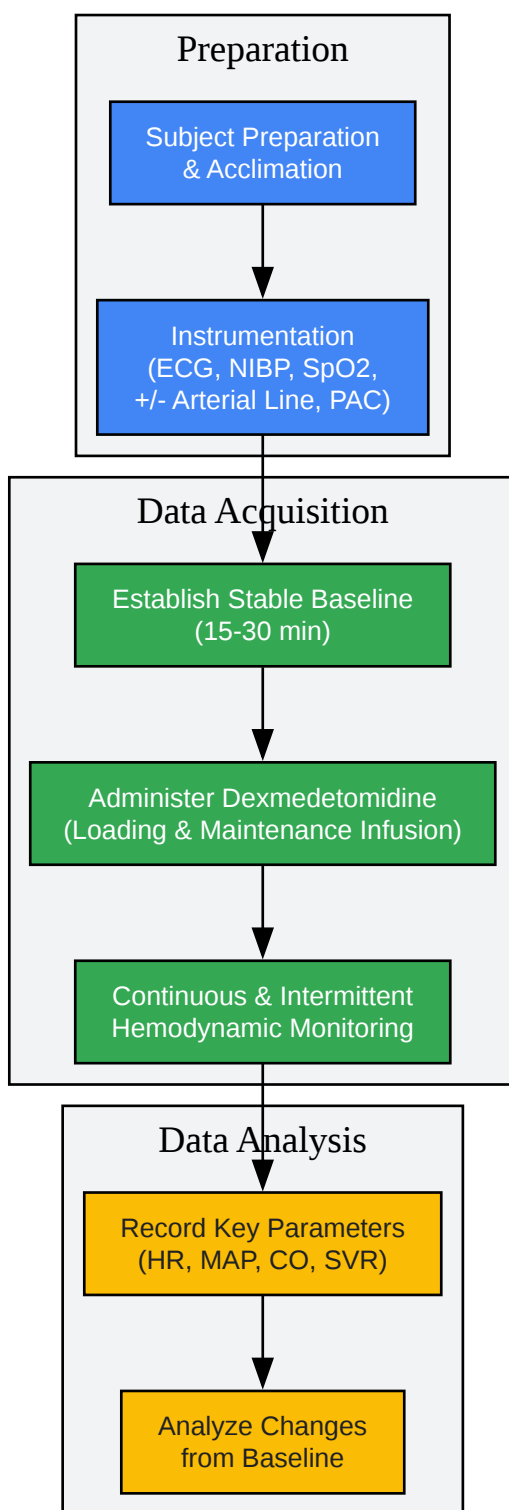 Preparation
Subject Preparation
& Acclimation
Instrumentation
(ECG, NIBP, SpO2,
+/- Arterial Line, PAC)
Data Acquisition
Establish Stable Baseline
(15-30 min)
Administer Dexmedetomidine
(Loading & Maintenance Infusion)
Continuous & Intermittent
Hemodynamic Monitoring
Data Analysis
Record Key Parameters
(HR, MAP, CO, SVR)
Analyze Changes
from Baseline